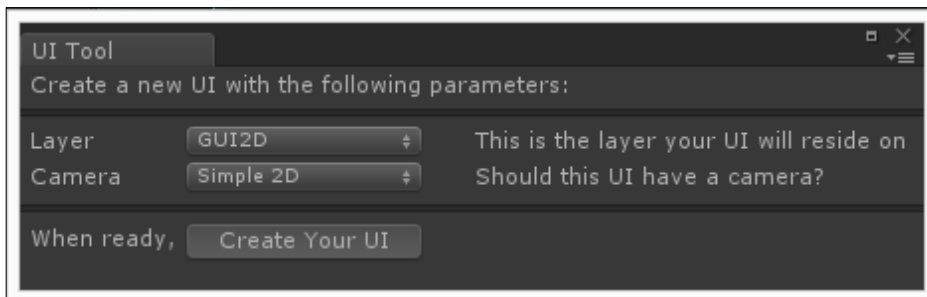 UI Tool
Create a new UI with the following parameters:
Layer GUI2D This is the layer your UI will reside on
Camera Simple 2D Should this UI have a camera?
When ready, Create Your UI